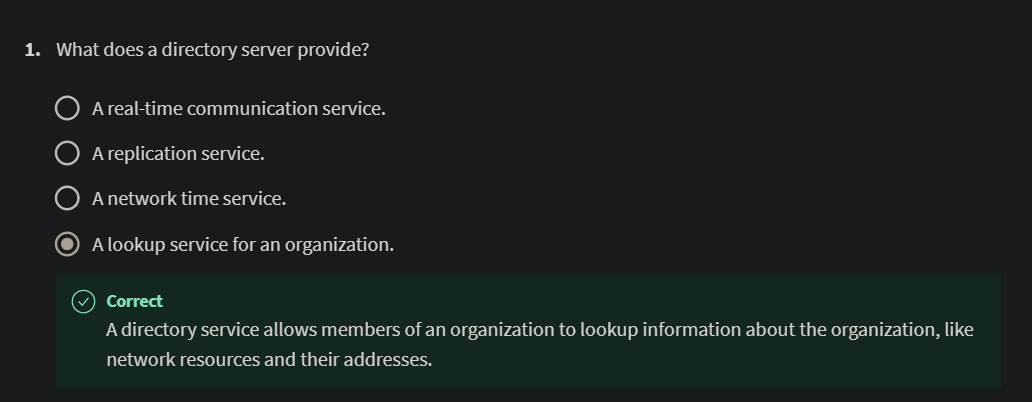 1. What does a directory server provide?
A real-time communication service.
A replication service.
A network time service.
A lookup service for an organization.
Correct
A directory service allows members of an organization to lookup information about the organization, like
network resources and their addresses.